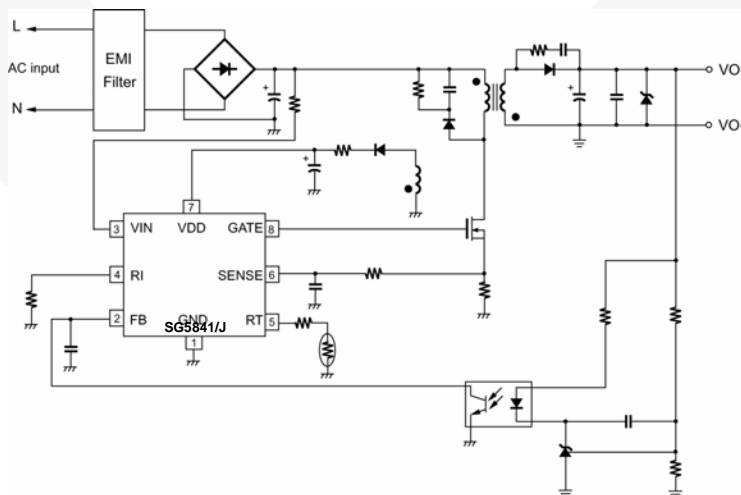 L
EMI
Filter
AC input
N
VO+
VO-
7
3 VIN VDD GATE 8
4 RI SENSE 6
2 FB GND RT 5
SG5841/J
1